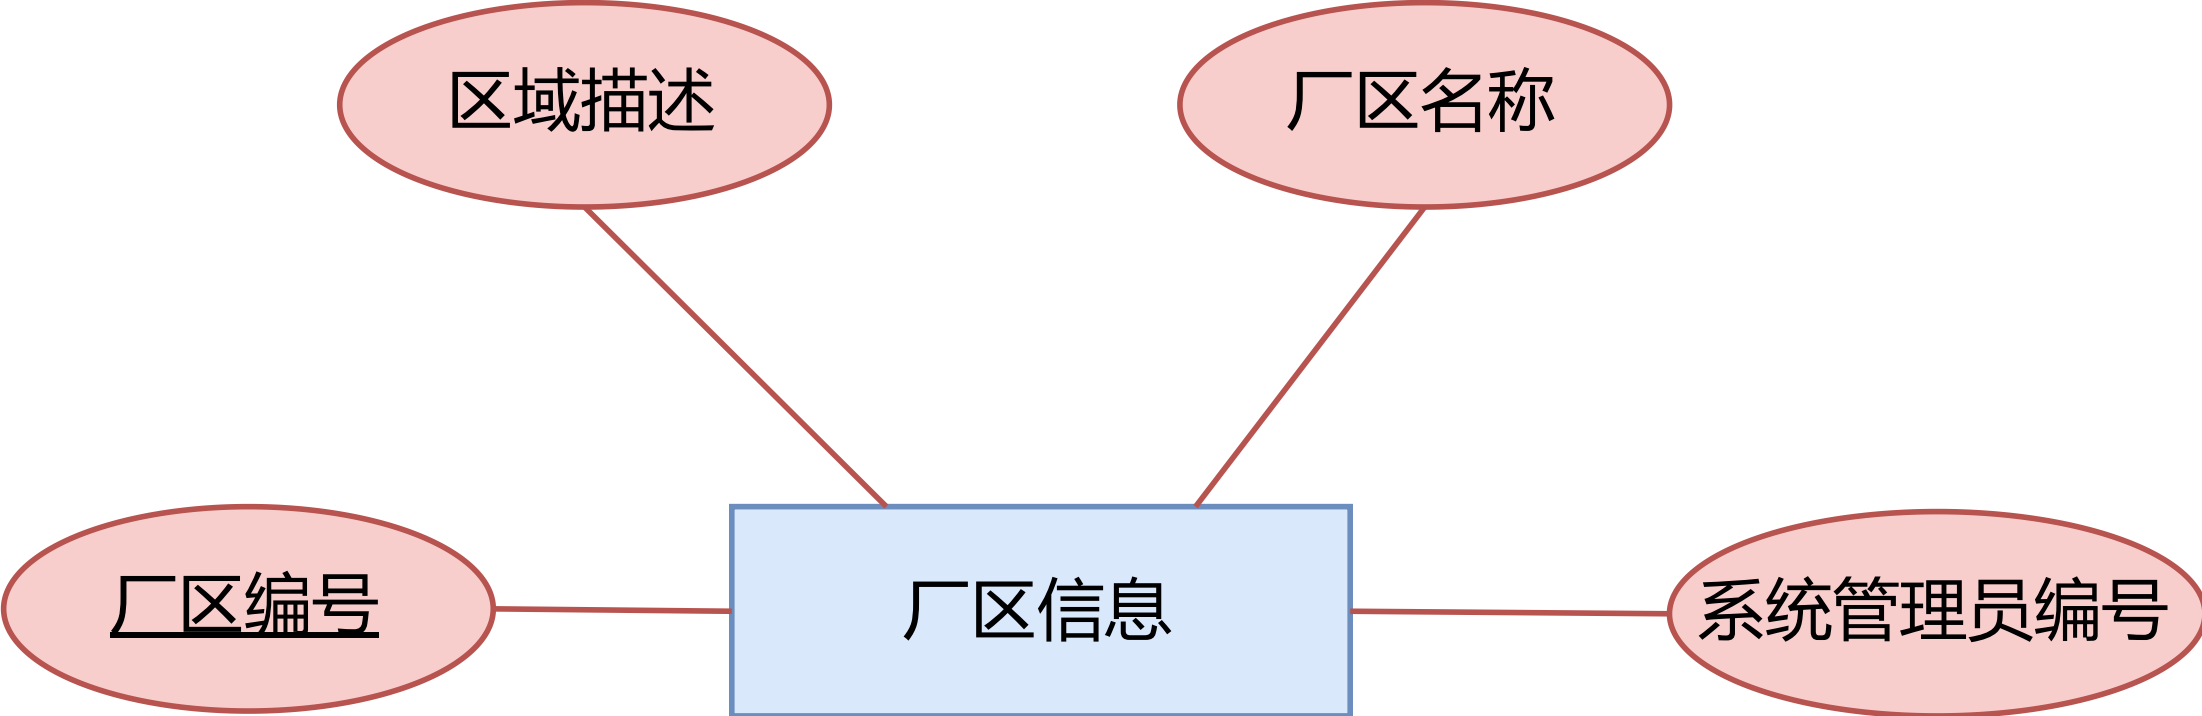 区域描述
厂区名称
厂区编号
厂区信息
系统管理员编号